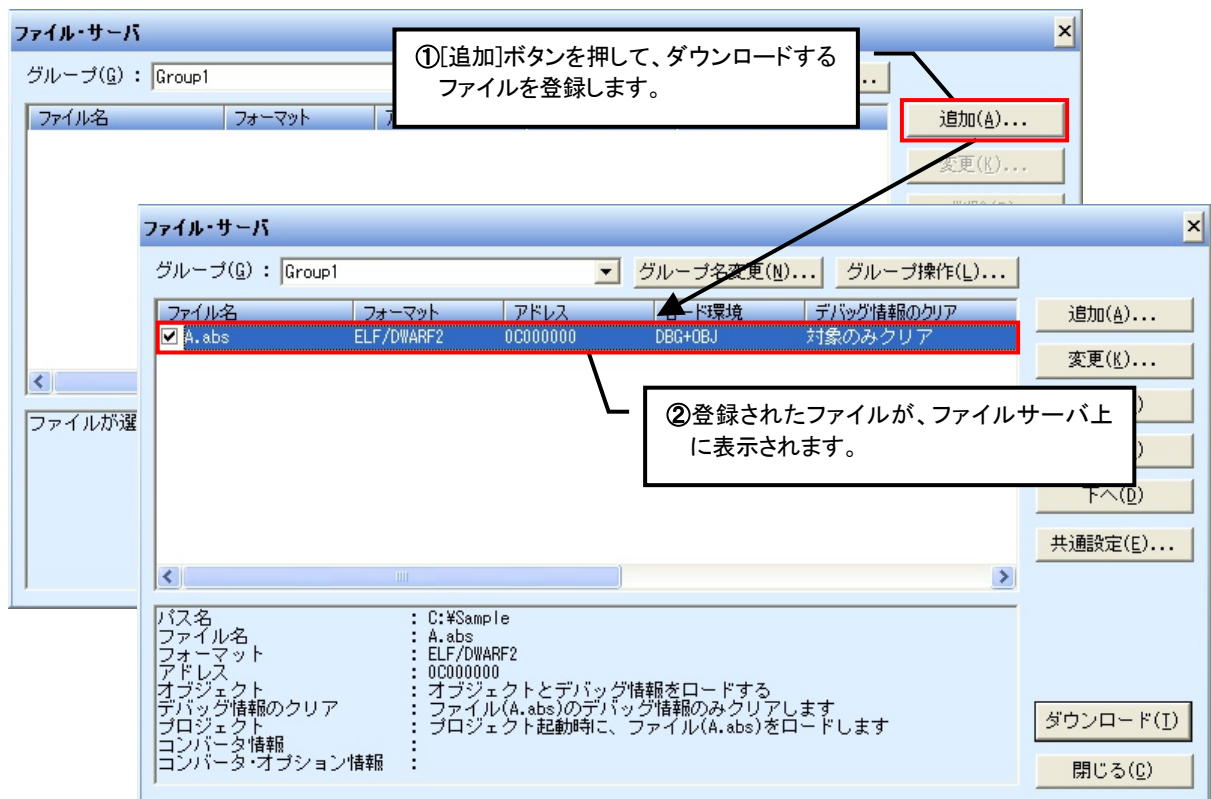 ファイル・サーバ
①[追加]ボタンを押して、ダウンロードする
ファイルを登録します。
グループ(G) : Group1
ファイル名 フォーマット
追加(A)...
変更(K)...
ファイルが選
ファイル・サーバ
グループ(G) : Group1 グループ名変更(N)... グループ操作(L)...
ファイル名 フォーマット アドレス ロード環境 デバッグ情報のクリア
A.abs ELF/DWARF2 0C000000 DBG+OBJ 対象のみクリア
追加(A)...
変更(K)...
②登録されたファイルが、ファイルサーバ上
に表示されます。
下へ(D)
共通設定(E)...
パス名 : C:¥Sample
ファイル名 : A.abs
フォーマット : ELF/DWARF2
アドレス : 0C000000
オブジェクト : オブジェクトとデバッグ情報をロードする
デバッグ情報のクリア : ファイル(A.abs)のデバッグ情報のみクリアします
プロジェクト : プロジェクト起動時に、ファイル(A.abs)をロードします
コンバータ情報 :
コンバータ・オプション情報 :
ダウンロード(T)
閉じる(C)